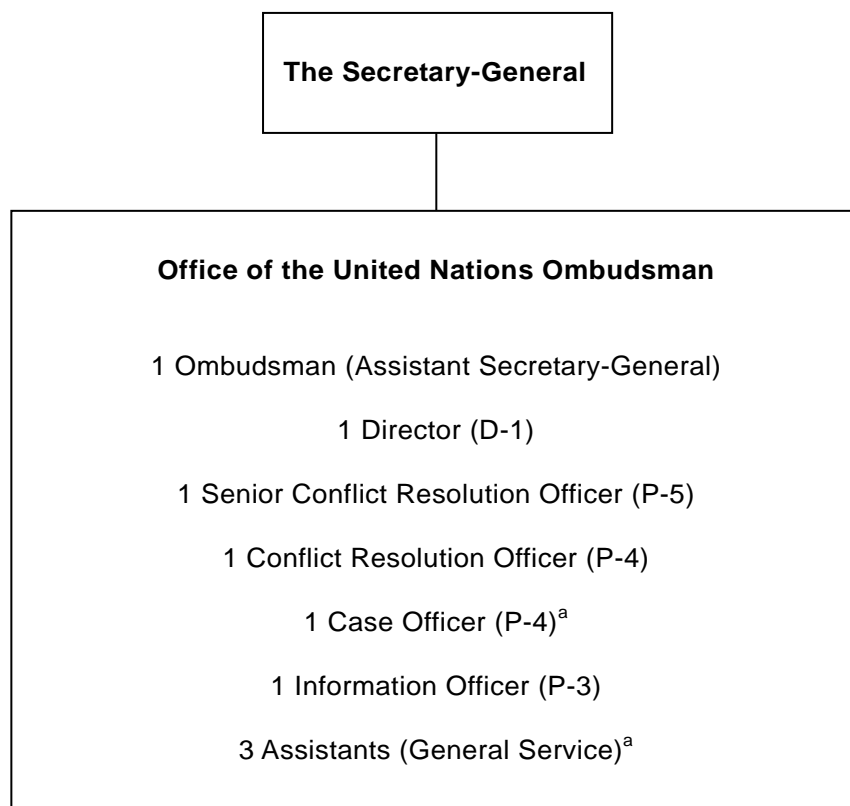 The Secretary-General
Office of the United Nations Ombudsman
1 Ombudsman (Assistant Secretary-General)
1 Director (D-1)
1 Senior Conflict Resolution Officer (P-5)
1 Conflict Resolution Officer (P-4)
1 Case Officer (P-4)a
1 Information Officer (P-3)
3 Assistants (General Service)a